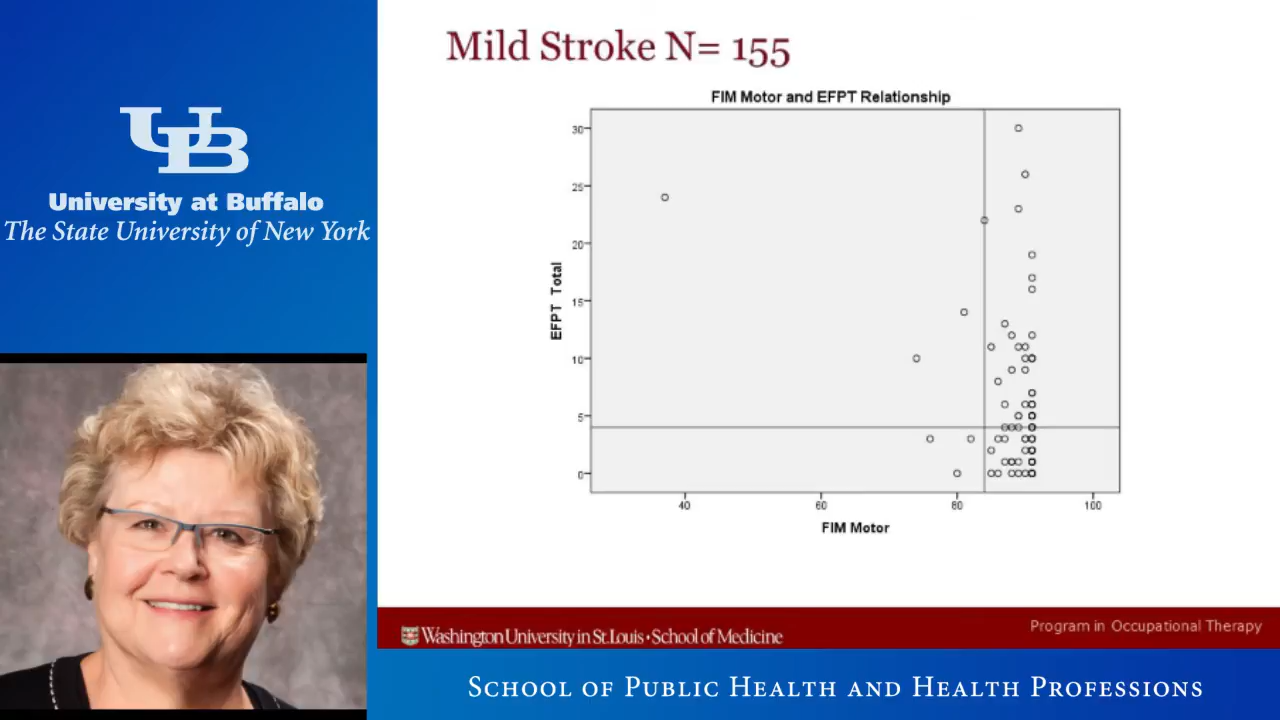 UB
University at Buffalo
The State University of New York
Mild Stroke N= 155
FIM Motor and EFPT Relationship
30
25
20
15
10
5
0
EFPT Total
40
60
80
100
FIM Motor
Washington University in St. Louis • School of Medicine
Program in Occupational Therapy
SCHOOL OF PUBLIC HEALTH AND HEALTH PROFESSIONS